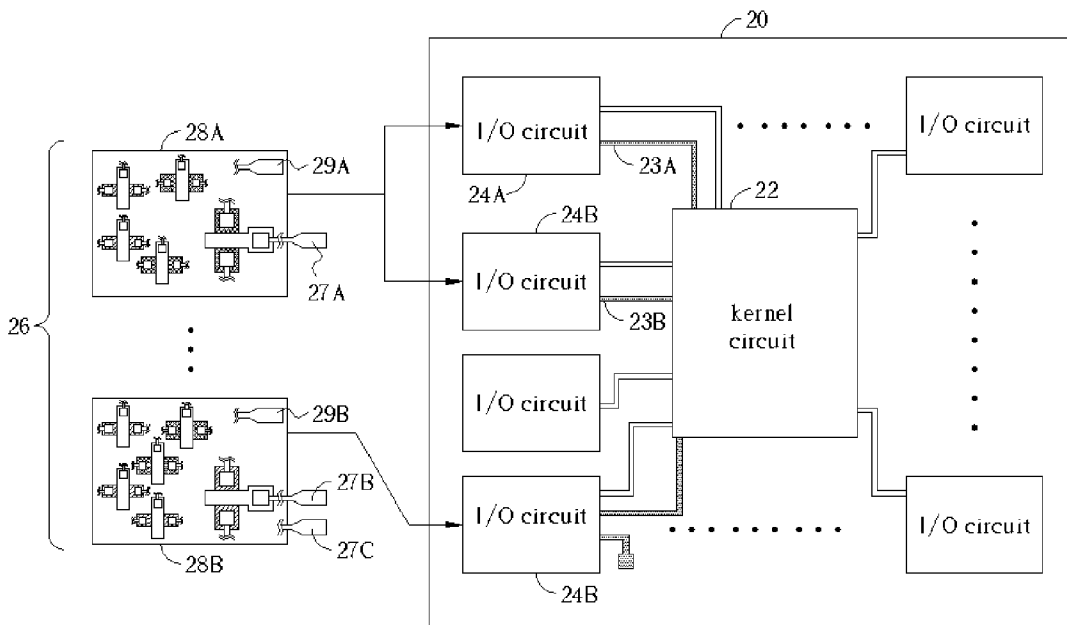 20
I/O circuit
I/O circuit
28A
29A
23A
24A
22
24B
I/O circuit
27A
23B
26
kernel
circuit
I/O circuit
29B
27B
I/O circuit
I/O circuit
27C
28B
24B